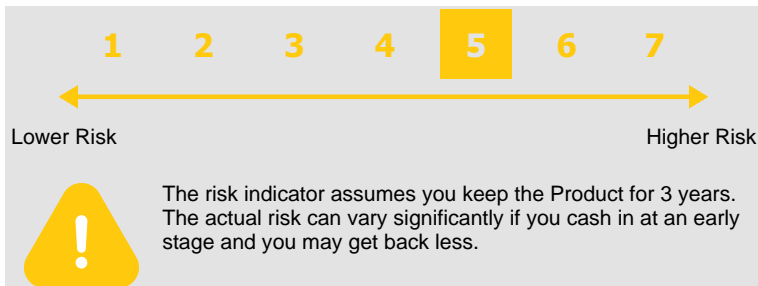 1 2 3 4 5 6 7
Lower Risk Higher Risk
The risk indicator assumes you keep the Product for 3 years.
The actual risk can vary significantly if you cash in at an early
stage and you may get back less.